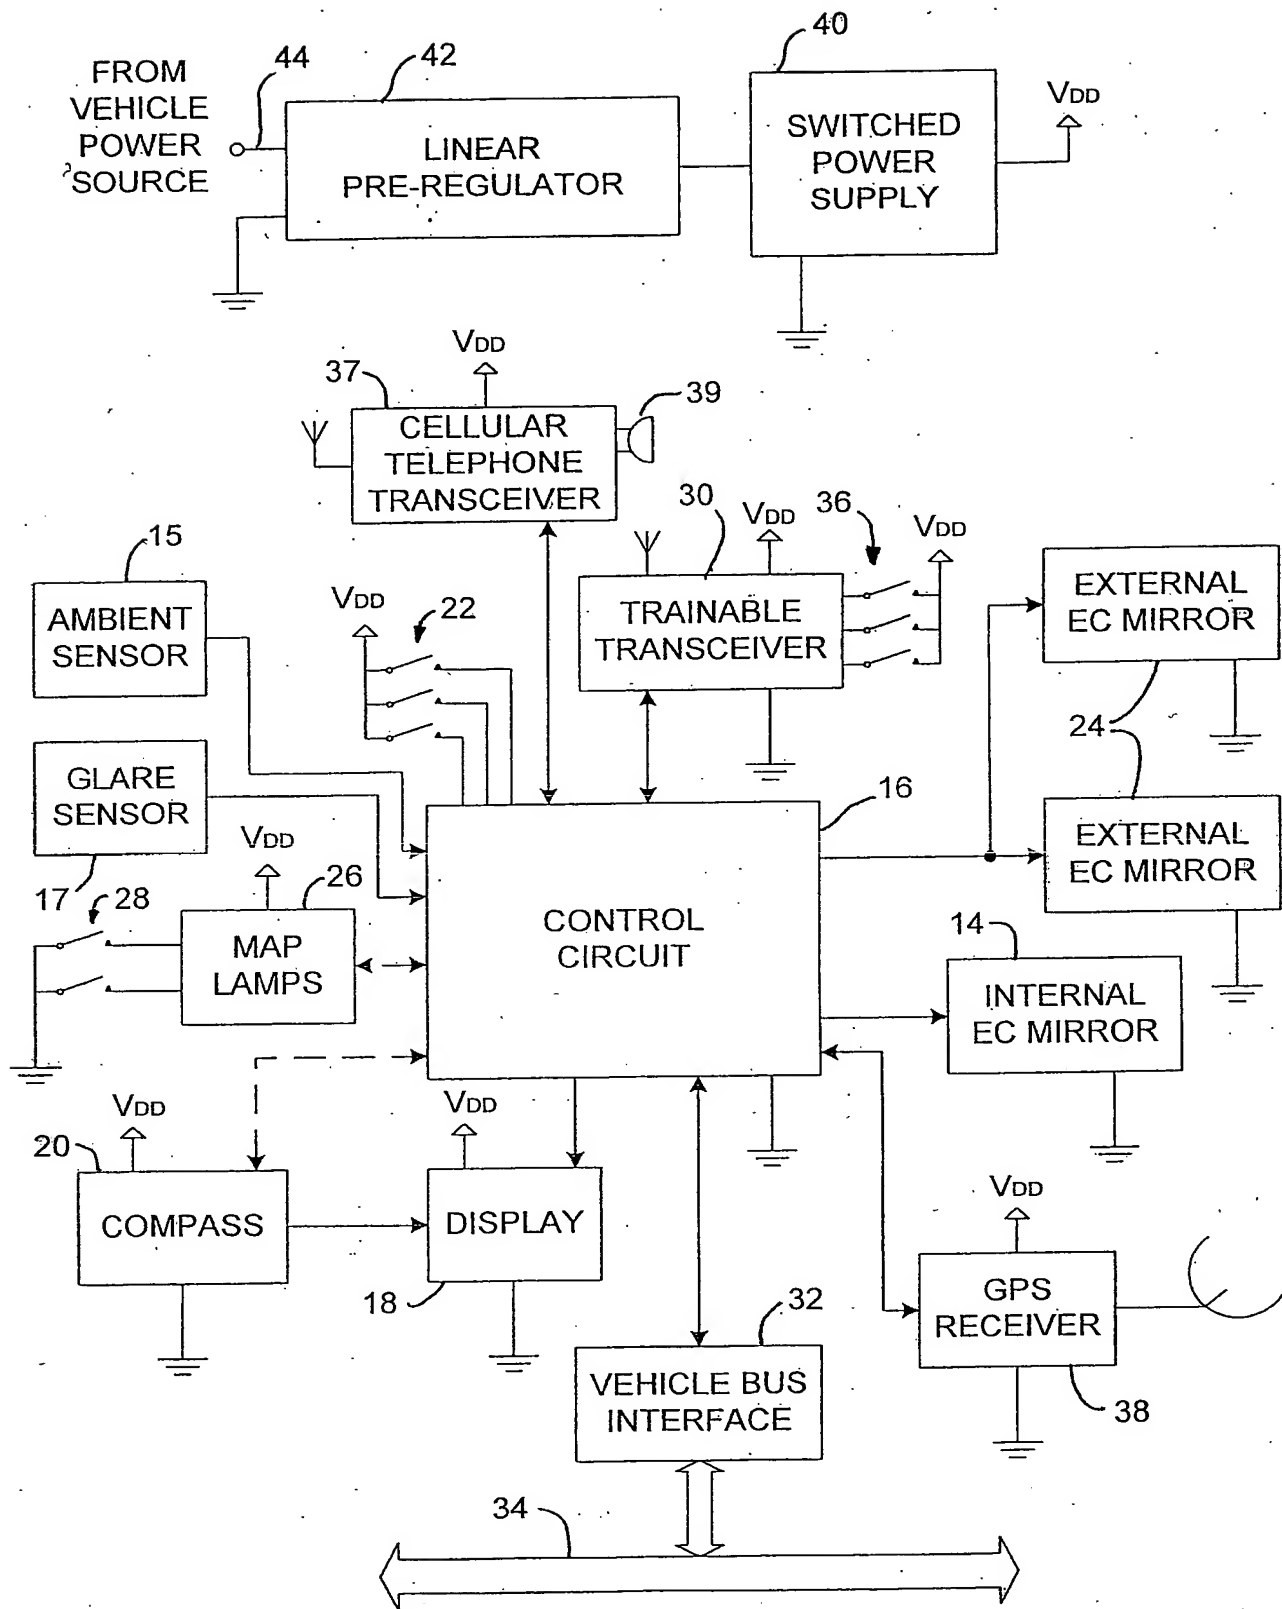 FROM
VEHICLE
POWER
SOURCE
44
42
LINEAR
PRE-REGULATOR
40
SWITCHED
POWER
SUPPLY
VDD
VDD
37
39
CELLULAR
TELEPHONE
TRANSCEIVER
30
VDD
36
VDD
TRAINABLE
TRANSCEIVER
EXTERNAL
EC MIRROR
15
AMBIENT
SENSOR
VDD
22
24
GLARE
SENSOR
17
16
EXTERNAL
EC MIRROR
VDD
28
26
MAP
LAMPS
CONTROL
CIRCUIT
14
INTERNAL
EC MIRROR
VDD
20
COMPASS
VDD
DISPLAY
18
VDD
GPS
RECEIVER
38
32
VEHICLE BUS
INTERFACE
34